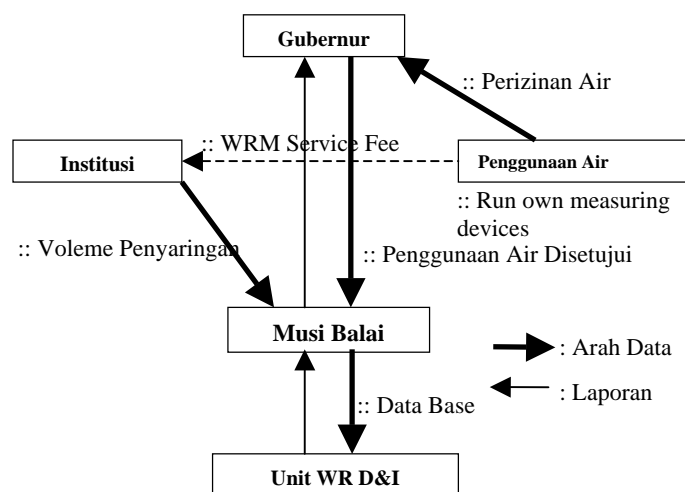 Gubernur
:: Perizinan Air
:: WRM Service Fee
Institusi
Penggunaan Air
:: Run own measuring
devices
:: Voleme Penyaringan
:: Penggunaan Air Disetujui
Musi Balai
: Arah Data
: Laporan
:: Data Base
Unit WR D&I